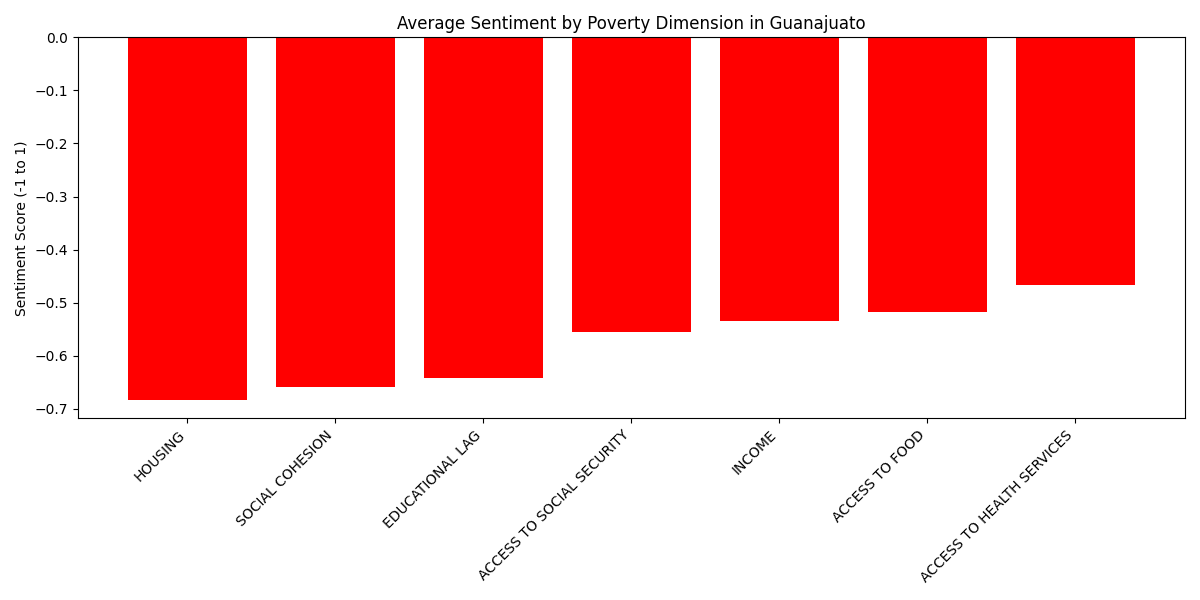 Average Sentiment by Poverty Dimension in Guanajuato
Sentiment Score (-1 to 1)
0.0
−0.1
−0.2
−0.3
−0.4
−0.5
−0.6
−0.7
HOUSING
SOCIAL COHESION
EDUCATIONAL LAG
ACCESS TO SOCIAL SECURITY
INCOME
ACCESS TO FOOD
ACCESS TO HEALTH SERVICES